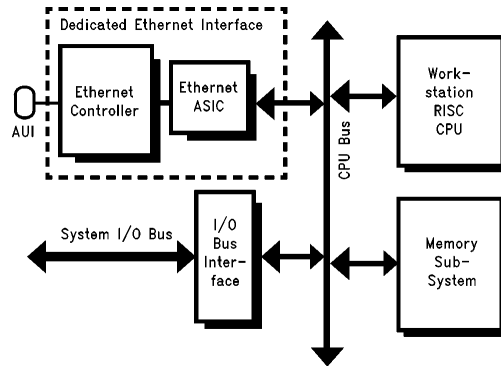 Dedicated Ethernet Interface
Ethernet
Controller
Ethernet
ASIC
AUI
CPU Bus
Work-
station
RISC
CPU
System I/O Bus
I/O
Bus
Inter-
face
Memory
Sub-
System